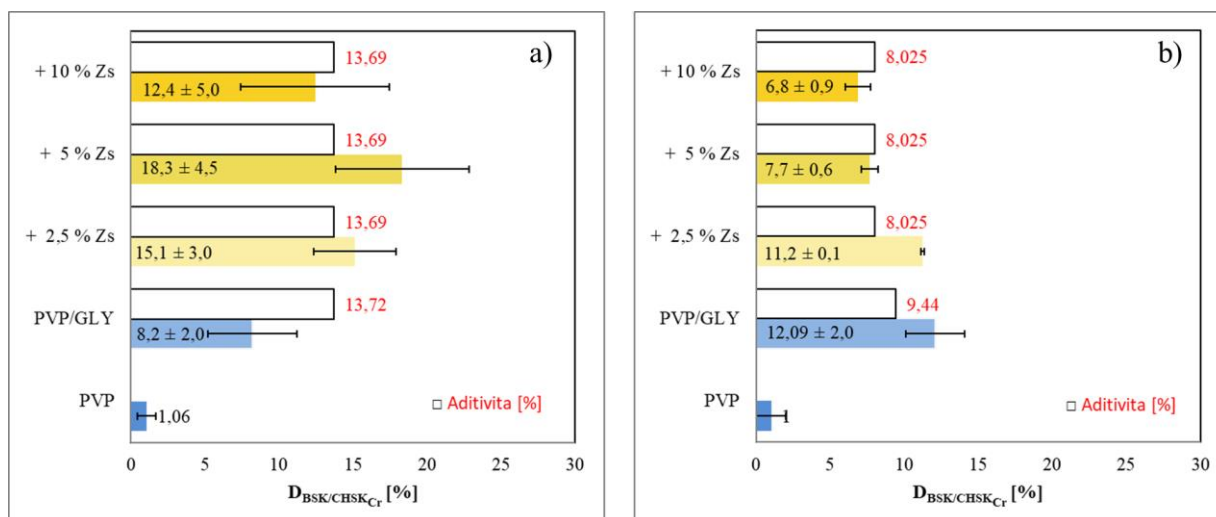 a)
+ 10 % Zs
13,69
12,4 ± 5,0
+ 5 % Zs
13,69
18,3 ± 4,5
+ 2,5 % Zs
13,69
15,1 ± 3,0
PVP/GLY
13,72
8,2 ± 2,0
PVP
1,06
Aditivita [%]
0 5 10 15 20 25 30
D_BSK/CHSK_Cr [%]
b)
+ 10 % Zs
8,025
6,8 ± 0,9
+ 5 % Zs
8,025
7,7 ± 0,6
+ 2,5 % Zs
8,025
11,2 ± 0,1
PVP/GLY
9,44
12,09 ± 2,0
PVP
1
Aditivita [%]
0 5 10 15 20 25 30
D_BSK/CHSK_Cr [%]